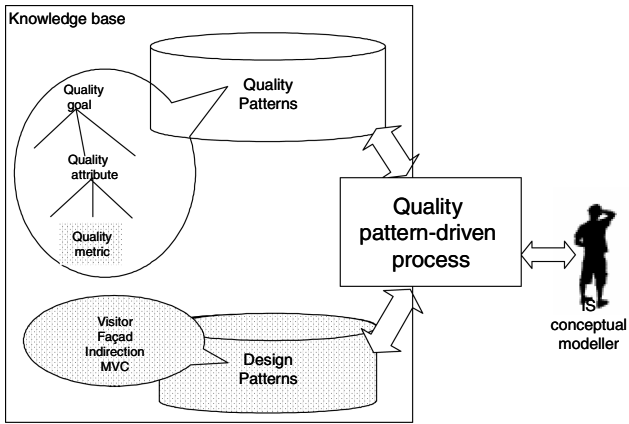 Knowledge base
Quality
goal
Quality
attribute
Quality
metric
Quality
Patterns
Quality
pattern-driven
process
IS
conceptual
modeller
Visitor
Façad
Indirection
MVC
Design
Patterns